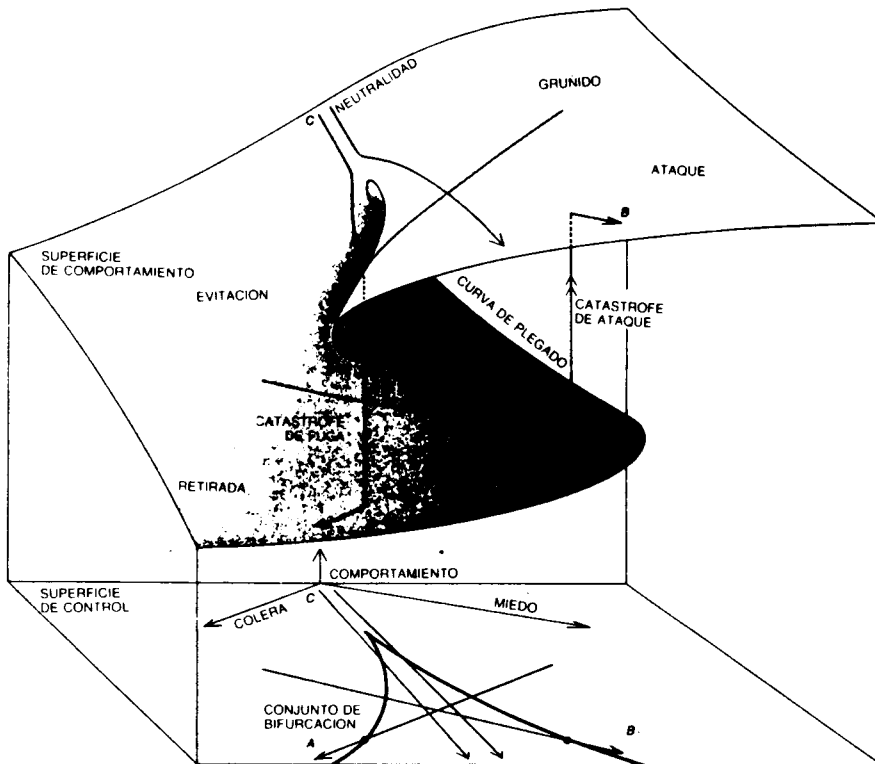 NEUTRALIDAD
C
GRUÑIDO
ATAQUE
B
SUPERFICIE
DE COMPORTAMIENTO
EVITACION
CURVA DE PLEGADO
CATASTROFE
DE ATAQUE
CATASTROFE
DE FUGA
RETIRADA
COMPORTAMIENTO
SUPERFICIE
DE CONTROL
COLERA
C
MIEDO
CONJUNTO DE
BIFURCACION
A
B